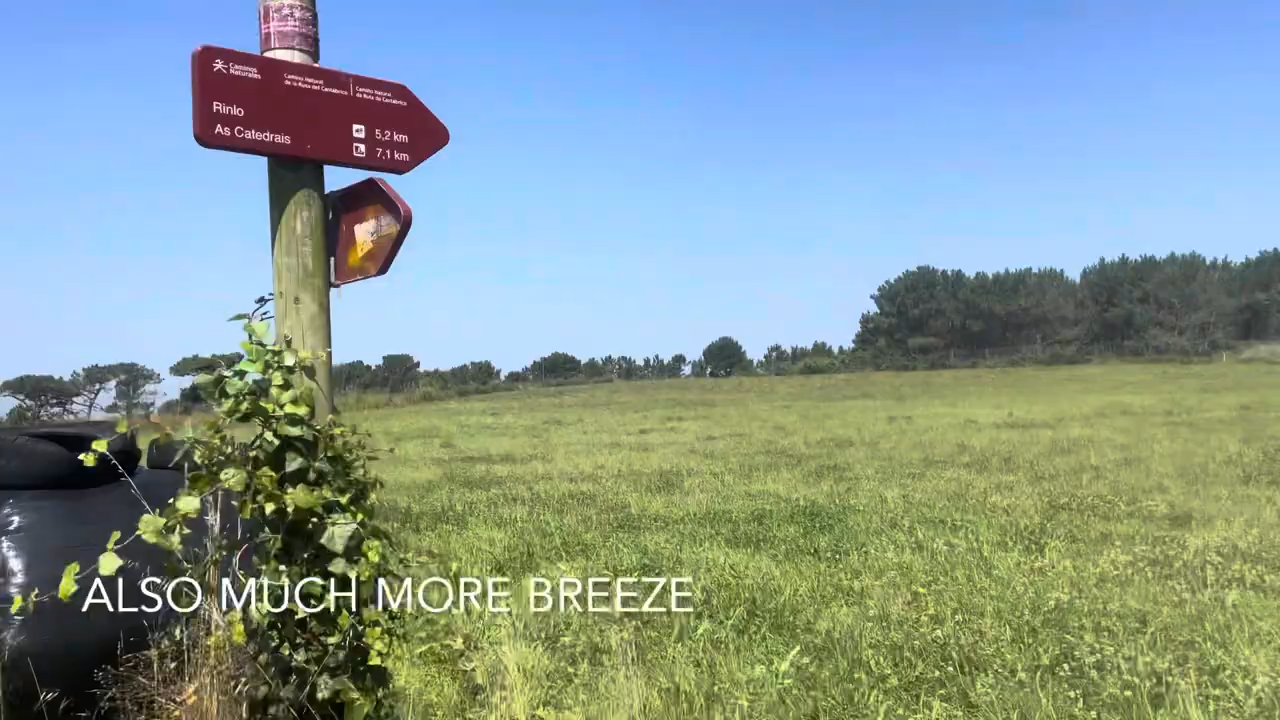 Caminos
Naturales
Camino Natural
de la Ruta del Cantábrico
Camiño Natural
da Ruta do Cantábrico
Rinlo 5,2 km
As Catedrais 7,1 km
ALSO MUCH MORE BREEZE